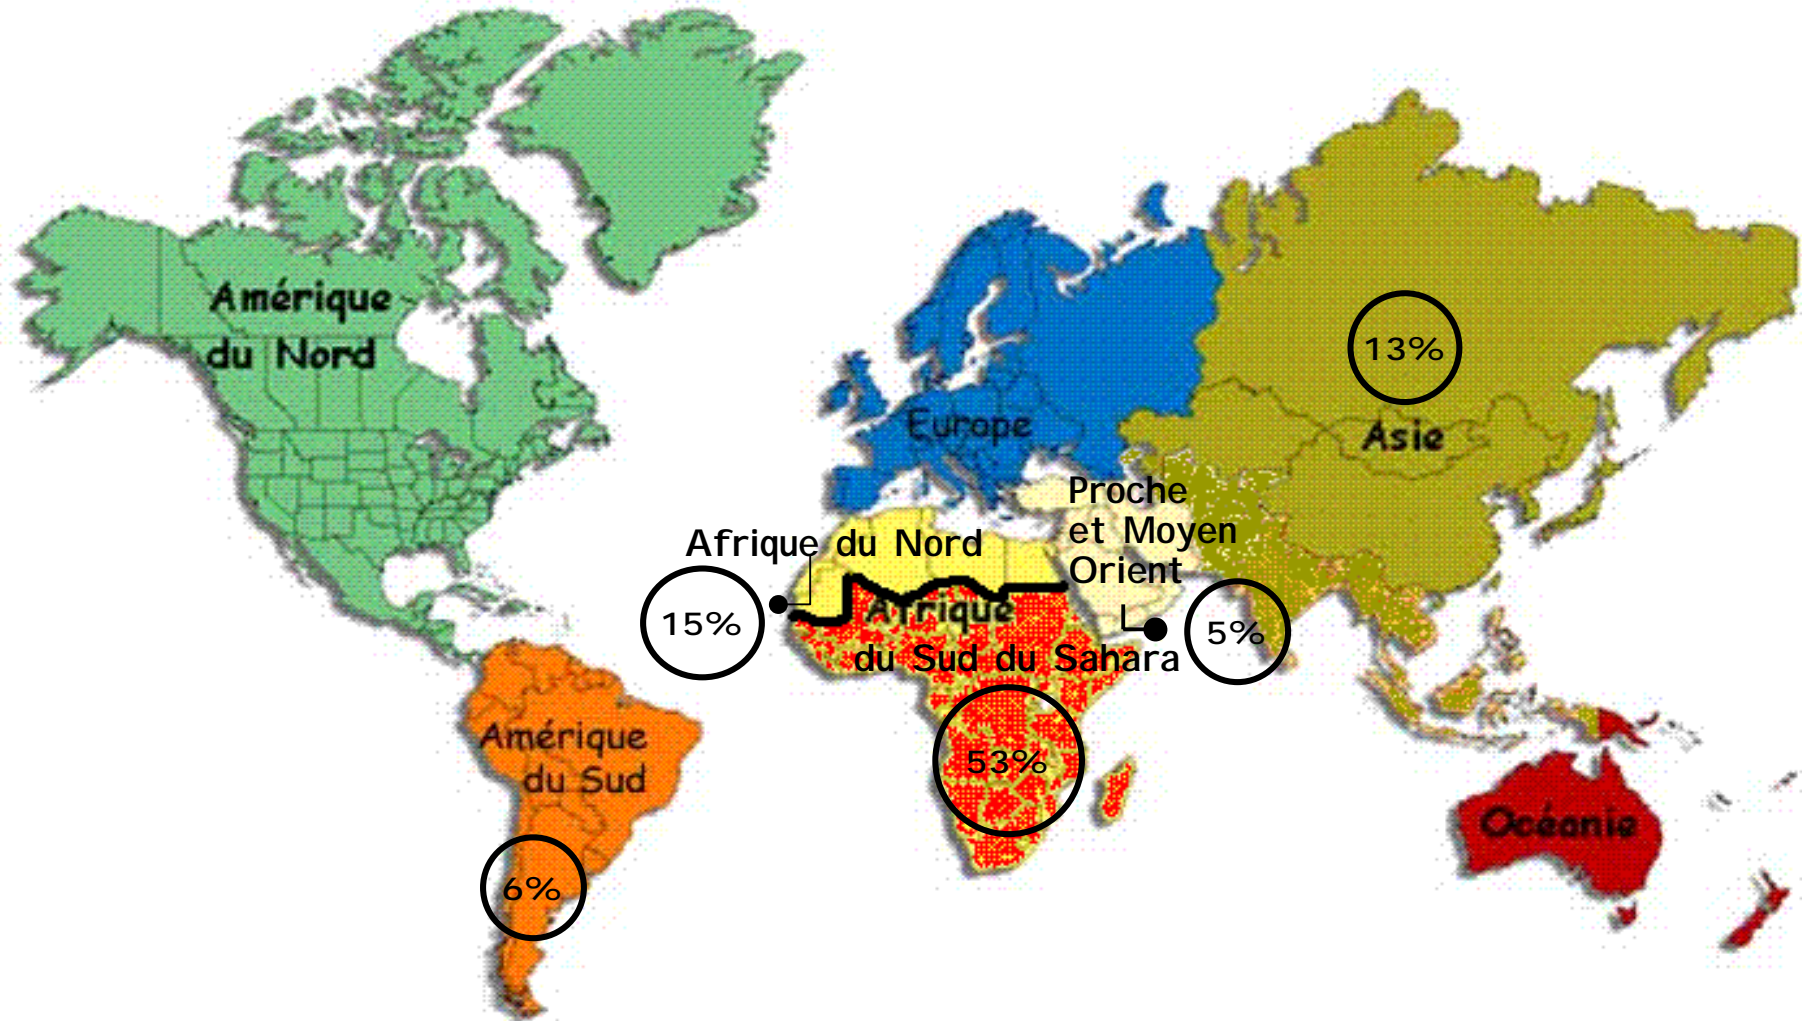 Amérique
du Nord
13%
Europe
Asie
Proche
et Moyen
Orient
Afrique du Nord
15%
Afrique
du Sud du Sahara
5%
53%
Amérique
du Sud
6%
Océanie